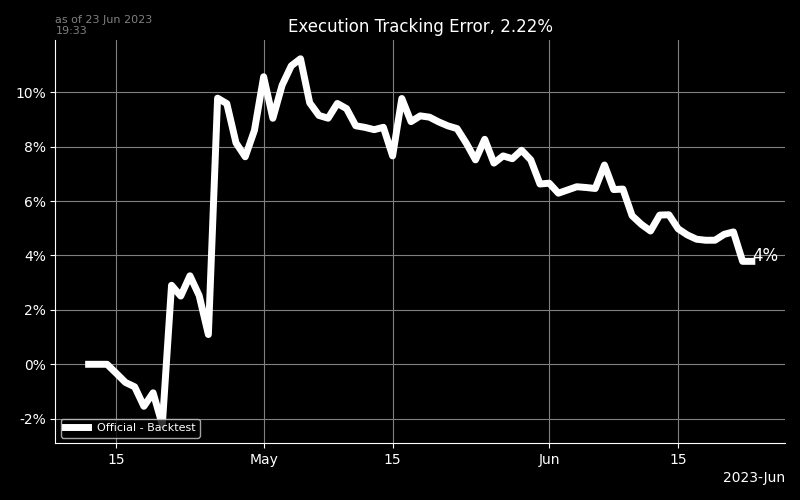 as of 23 Jun 2023
19:33
Execution Tracking Error, 2.22%
10%
8%
6%
4%
2%
0%
-2%
4%
Official - Backtest
15
May
15
Jun
15
2023-Jun